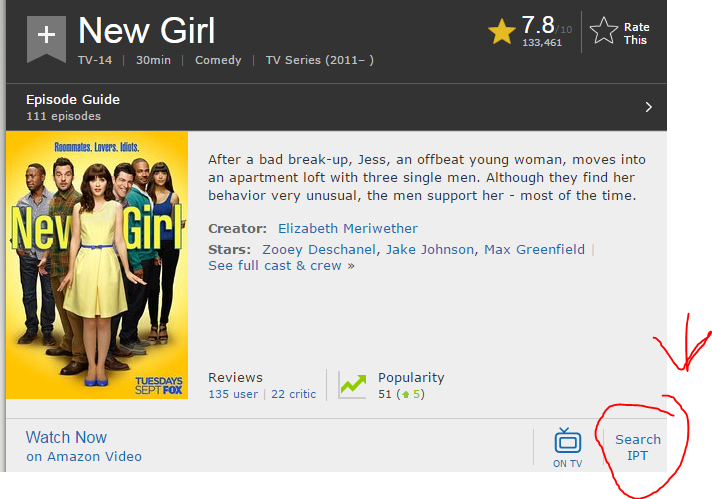 + New Girl
TV-14 | 30min | Comedy | TV Series (2011– )
7.8/10
133,461
Rate
This
Episode Guide
111 episodes
Roommates. Lovers. Idiots.
New Girl
TUESDAYS
SEPT FOX
After a bad break-up, Jess, an offbeat young woman, moves into
an apartment loft with three single men. Although they find her
behavior very unusual, the men support her - most of the time.
Creator: Elizabeth Meriwether
Stars: Zooey Deschanel, Jake Johnson, Max Greenfield |
See full cast & crew »
Reviews
135 user | 22 critic
Popularity
51 (↑ 5)
Watch Now
on Amazon Video
ON TV
Search
IPT